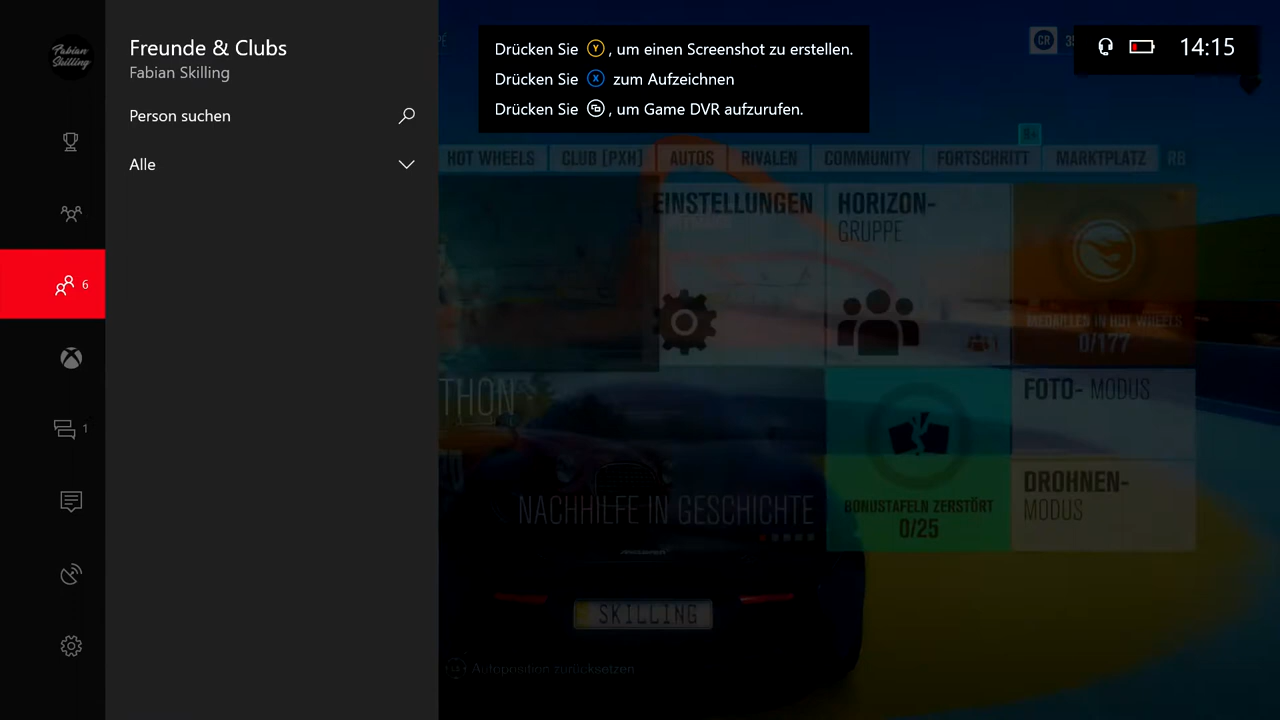 Fabian
Skilling
Freunde & Clubs
Fabian Skilling
Person suchen
Alle
6
1
Drücken Sie Y, um einen Screenshot zu erstellen.
Drücken Sie X zum Aufzeichnen
Drücken Sie , um Game DVR aufzurufen.
CR
14:15
HOT WHEELS
CLUB [PXH]
AUTOS
RIVALEN
COMMUNITY
FORTSCHRITT
MARKTPLATZ
RB
EINSTELLUNGEN
HORIZON-
GRUPPE
MEDAILLEN IN HOT WHEELS
0/177
THON
NACHHILFE IN GESCHICHTE
BONUSTAFELN ZERSTÖRT
0/25
FOTO- MODUS
DROHNEN-
MODUS
SKILLING
Autoposition zurücksetzen